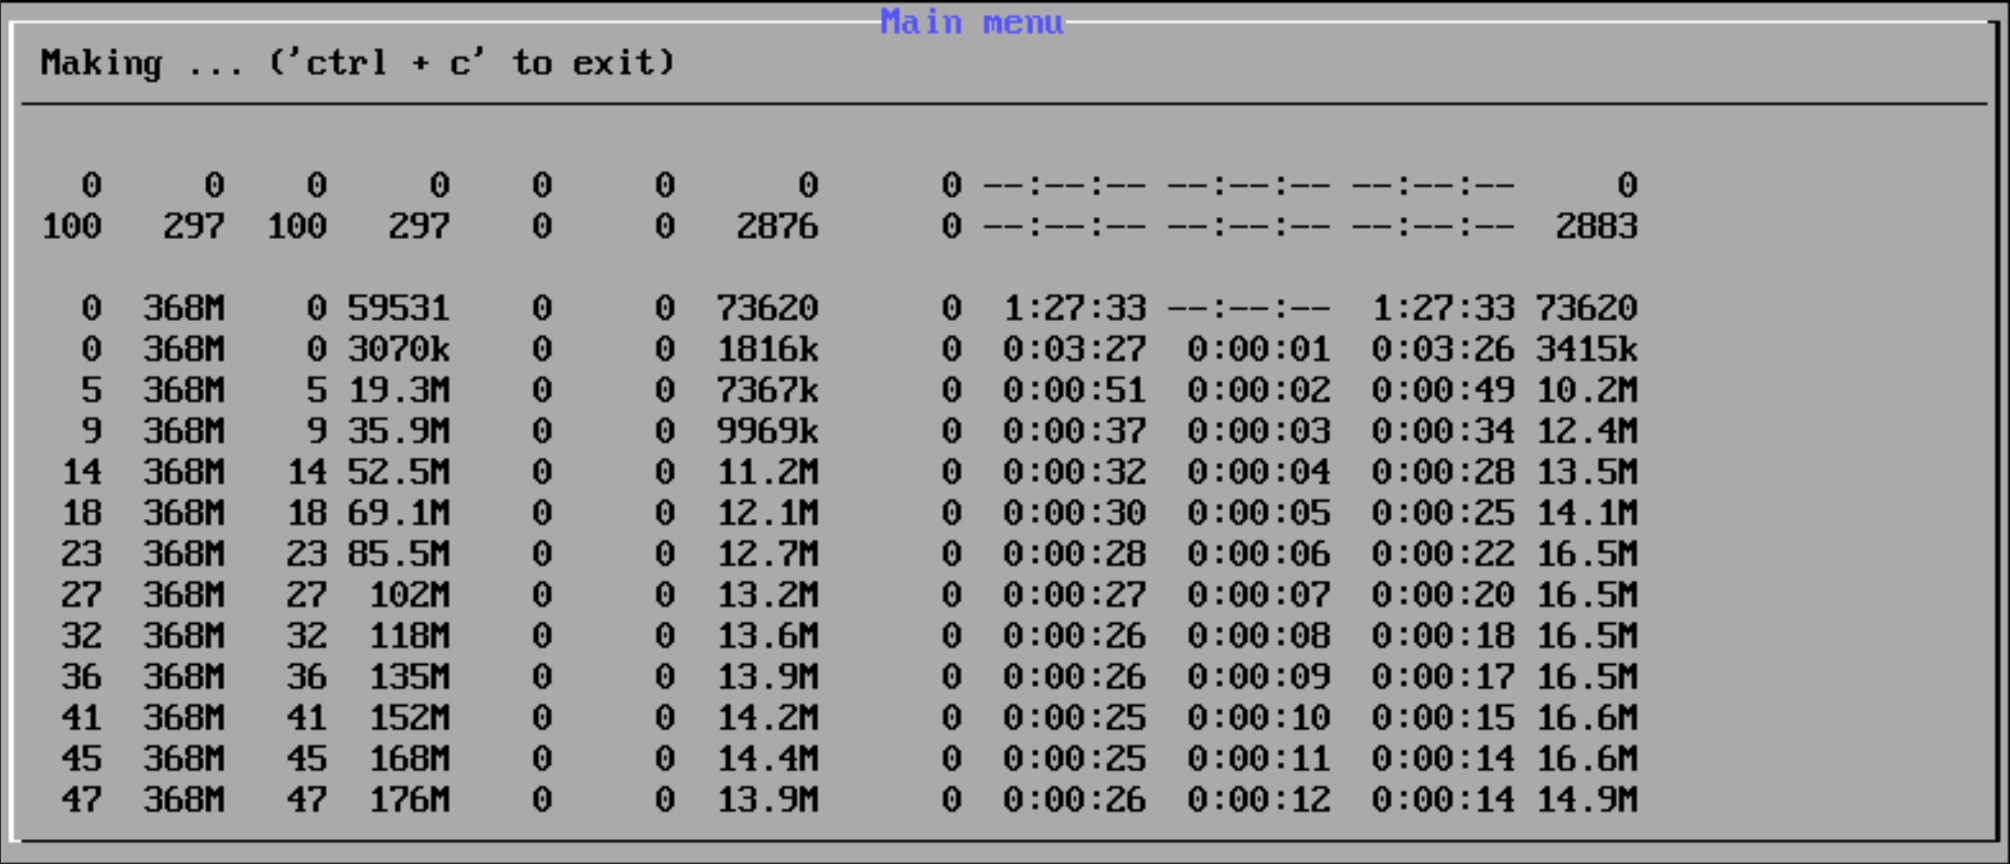 Main menu
Making ... ('ctrl + c' to exit)
0 0 0 0 0 0 0 0 --:--:-- --:--:-- --:--:-- 0
100 297 100 297 0 0 2876 0 --:--:-- --:--:-- --:--:-- 2883
0 368M 0 59531 0 0 73620 0 1:27:33 --:--:-- 1:27:33 73620
0 368M 0 3070k 0 0 1816k 0 0:03:27 0:00:01 0:03:26 3415k
5 368M 5 19.3M 0 0 7367k 0 0:00:51 0:00:02 0:00:49 10.2M
9 368M 9 35.9M 0 0 9969k 0 0:00:37 0:00:03 0:00:34 12.4M
14 368M 14 52.5M 0 0 11.2M 0 0:00:32 0:00:04 0:00:28 13.5M
18 368M 18 69.1M 0 0 12.1M 0 0:00:30 0:00:05 0:00:25 14.1M
23 368M 23 85.5M 0 0 12.7M 0 0:00:28 0:00:06 0:00:22 16.5M
27 368M 27 102M 0 0 13.2M 0 0:00:27 0:00:07 0:00:20 16.5M
32 368M 32 118M 0 0 13.6M 0 0:00:26 0:00:08 0:00:18 16.5M
36 368M 36 135M 0 0 13.9M 0 0:00:26 0:00:09 0:00:17 16.5M
41 368M 41 152M 0 0 14.2M 0 0:00:25 0:00:10 0:00:15 16.6M
45 368M 45 168M 0 0 14.4M 0 0:00:25 0:00:11 0:00:14 16.6M
47 368M 47 176M 0 0 13.9M 0 0:00:26 0:00:12 0:00:14 14.9M